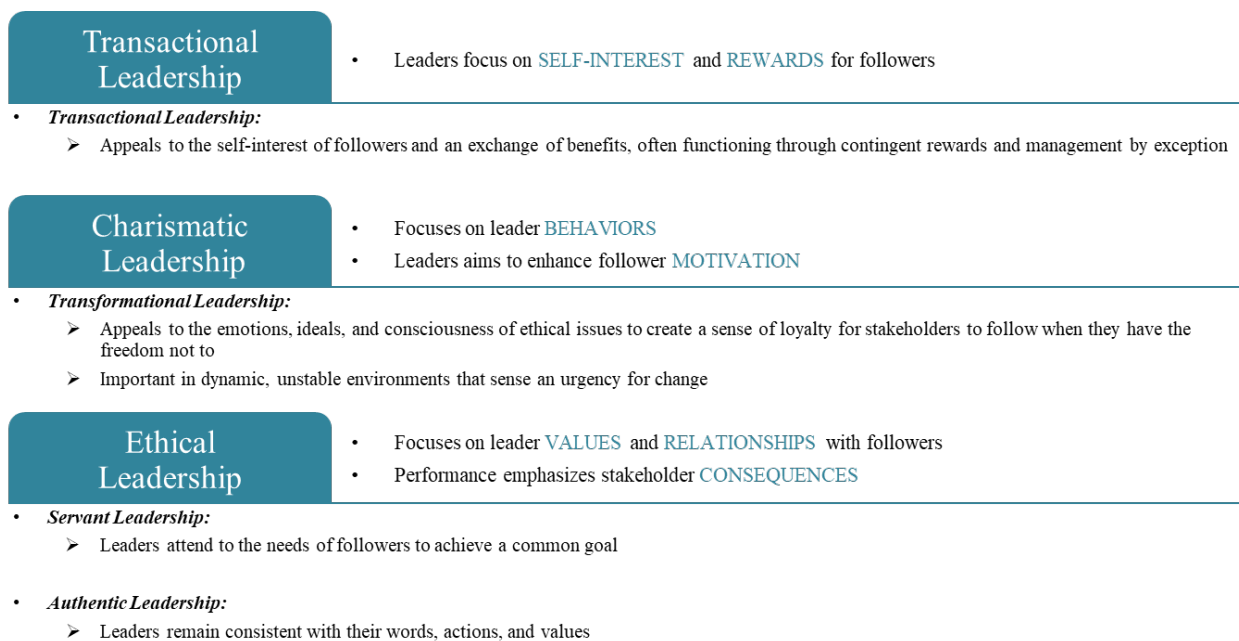 Transactional
Leadership
• Leaders focus on SELF-INTEREST and REWARDS for followers
• Transactional Leadership:
➤ Appeals to the self-interest of followers and an exchange of benefits, often functioning through contingent rewards and management by exception
Charismatic
Leadership
• Focuses on leader BEHAVIORS
• Leaders aims to enhance follower MOTIVATION
• Transformational Leadership:
➤ Appeals to the emotions, ideals, and consciousness of ethical issues to create a sense of loyalty for stakeholders to follow when they have the
freedom not to
➤ Important in dynamic, unstable environments that sense an urgency for change
Ethical
Leadership
• Focuses on leader VALUES and RELATIONSHIPS with followers
• Performance emphasizes stakeholder CONSEQUENCES
• Servant Leadership:
➤ Leaders attend to the needs of followers to achieve a common goal
• Authentic Leadership:
➤ Leaders remain consistent with their words, actions, and values